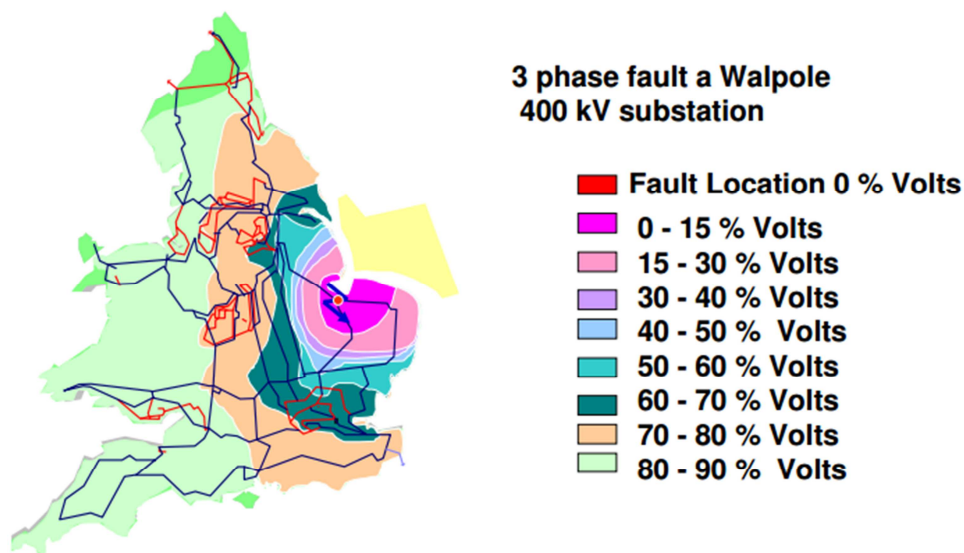 3 phase fault a Walpole
400 kV substation
Fault Location 0 % Volts
0 - 15 % Volts
15 - 30 % Volts
30 - 40 % Volts
40 - 50 % Volts
50 - 60 % Volts
60 - 70 % Volts
70 - 80 % Volts
80 - 90 % Volts